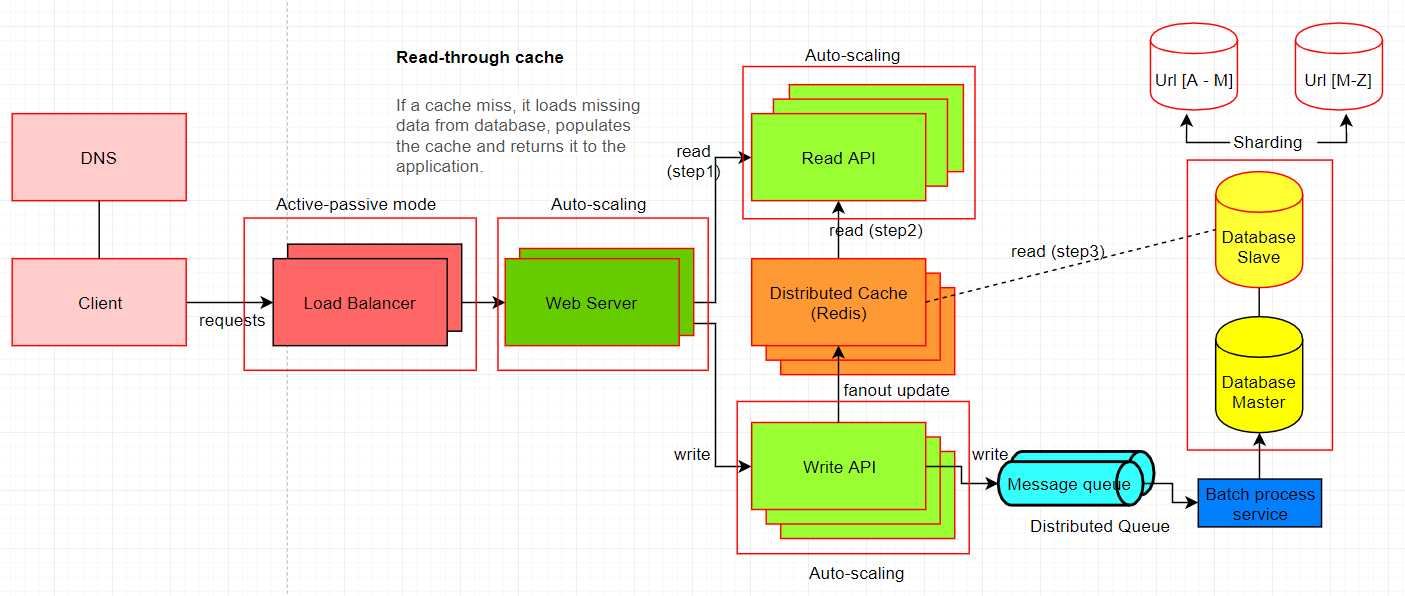 Read-through cache
If a cache miss, it loads missing
data from database, populates
the cache and returns it to the
application.
DNS
Client
requests
Active-passive mode
Load Balancer
Auto-scaling
Web Server
read
(step1)
write
Auto-scaling
Read API
read (step2)
Distributed Cache
(Redis)
read (step3)
fanout update
Write API
Auto-scaling
write
Message queue
Distributed Queue
Batch process
service
Url [A - M]
Url [M-Z]
Sharding
Database
Slave
Database
Master